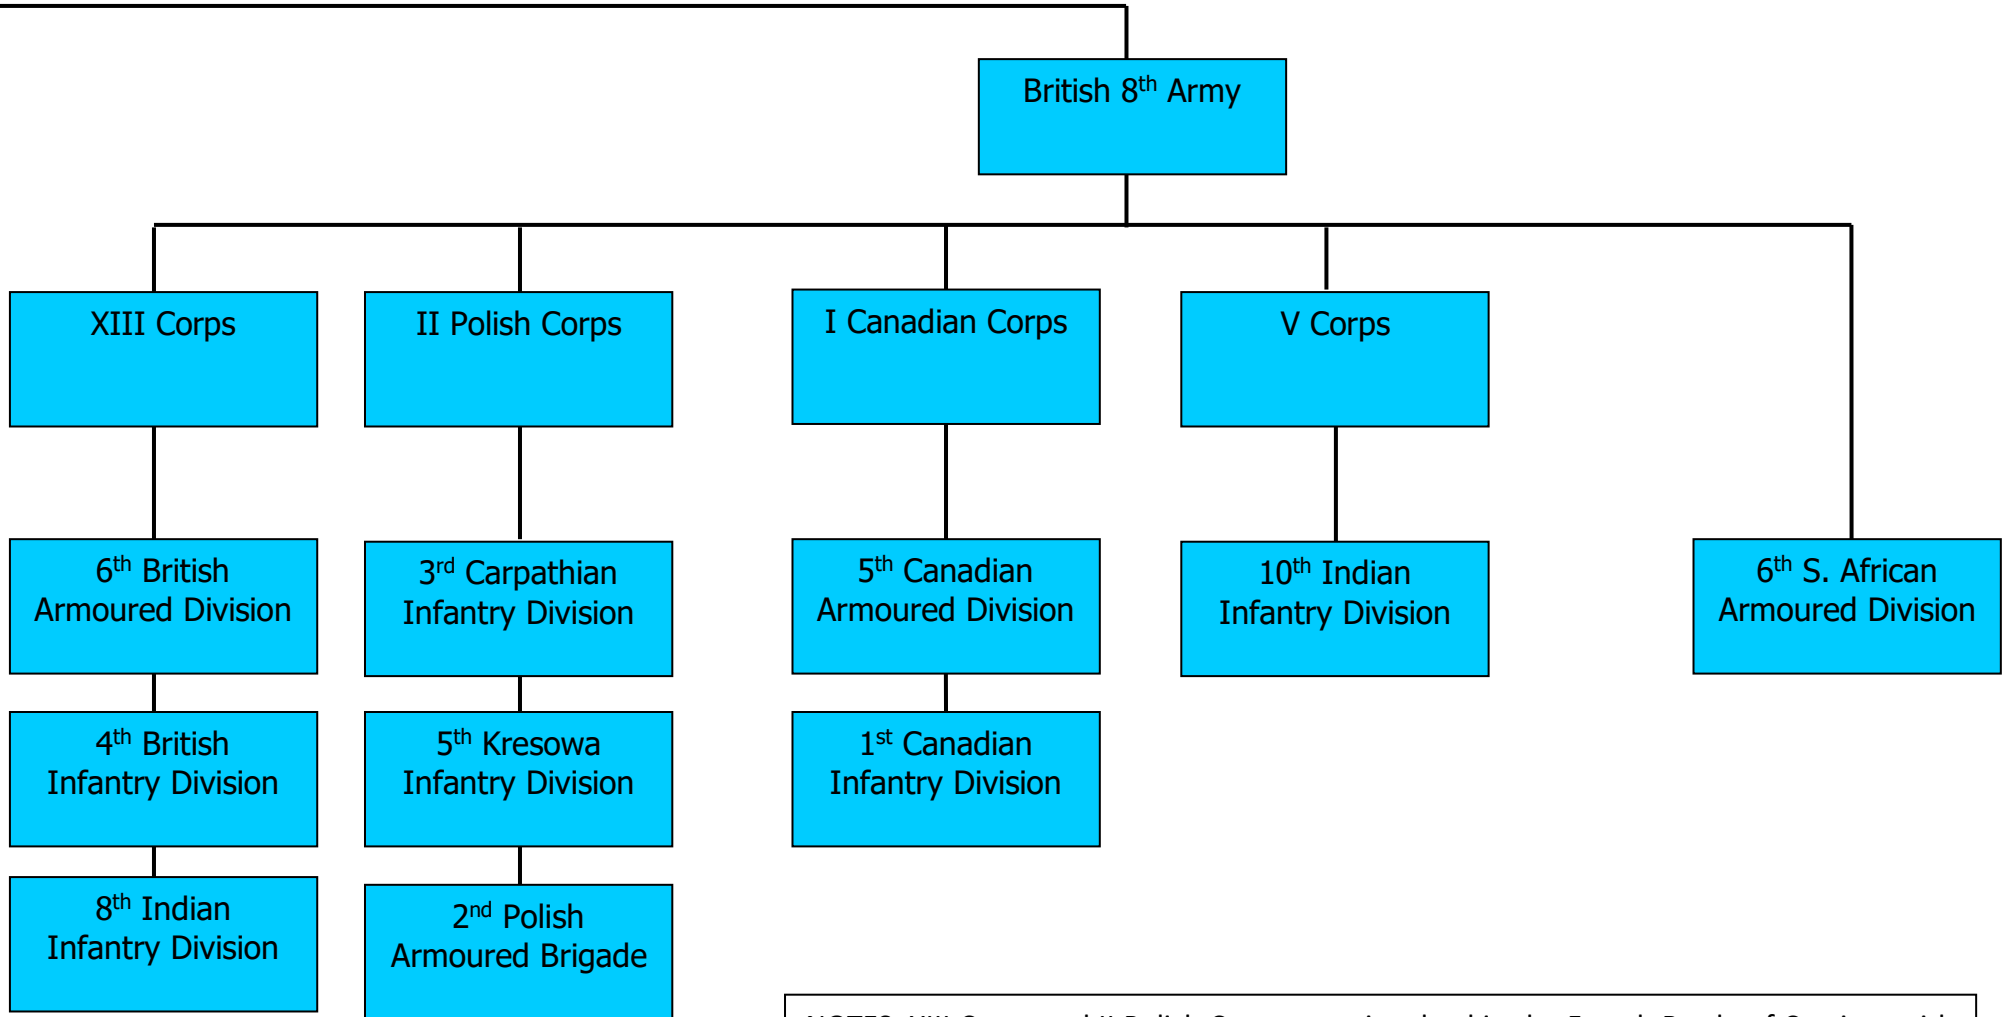 British 8th Army
XIII Corps
II Polish Corps
I Canadian Corps
V Corps
6th British
Armoured Division
3rd Carpathian
Infantry Division
5th Canadian
Armoured Division
10th Indian
Infantry Division
6th S. African
Armoured Division
4th British
Infantry Division
5th Kresowa
Infantry Division
1st Canadian
Infantry Division
8th Indian
Infantry Division
2nd Polish
Armoured Brigade